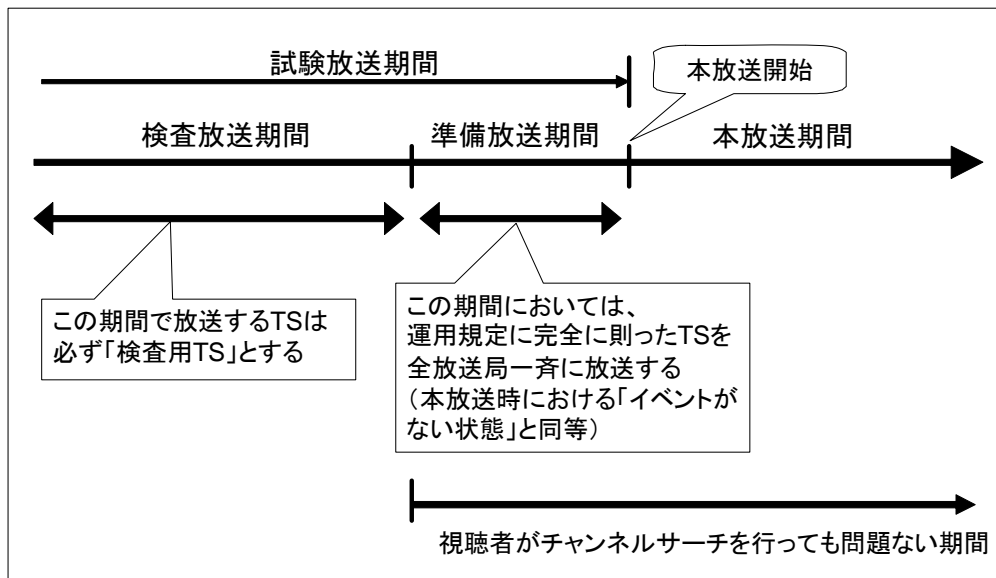 試験放送期間
本放送開始
検査放送期間
準備放送期間
本放送期間
この期間で放送するTSは
必ず「検査用TS」とする
この期間においては、
運用規定に完全に則ったTSを
全放送局一斉に放送する
（本放送時における「イベントが
ない状態」と同等）
視聴者がチャンネルサーチを行っても問題ない期間